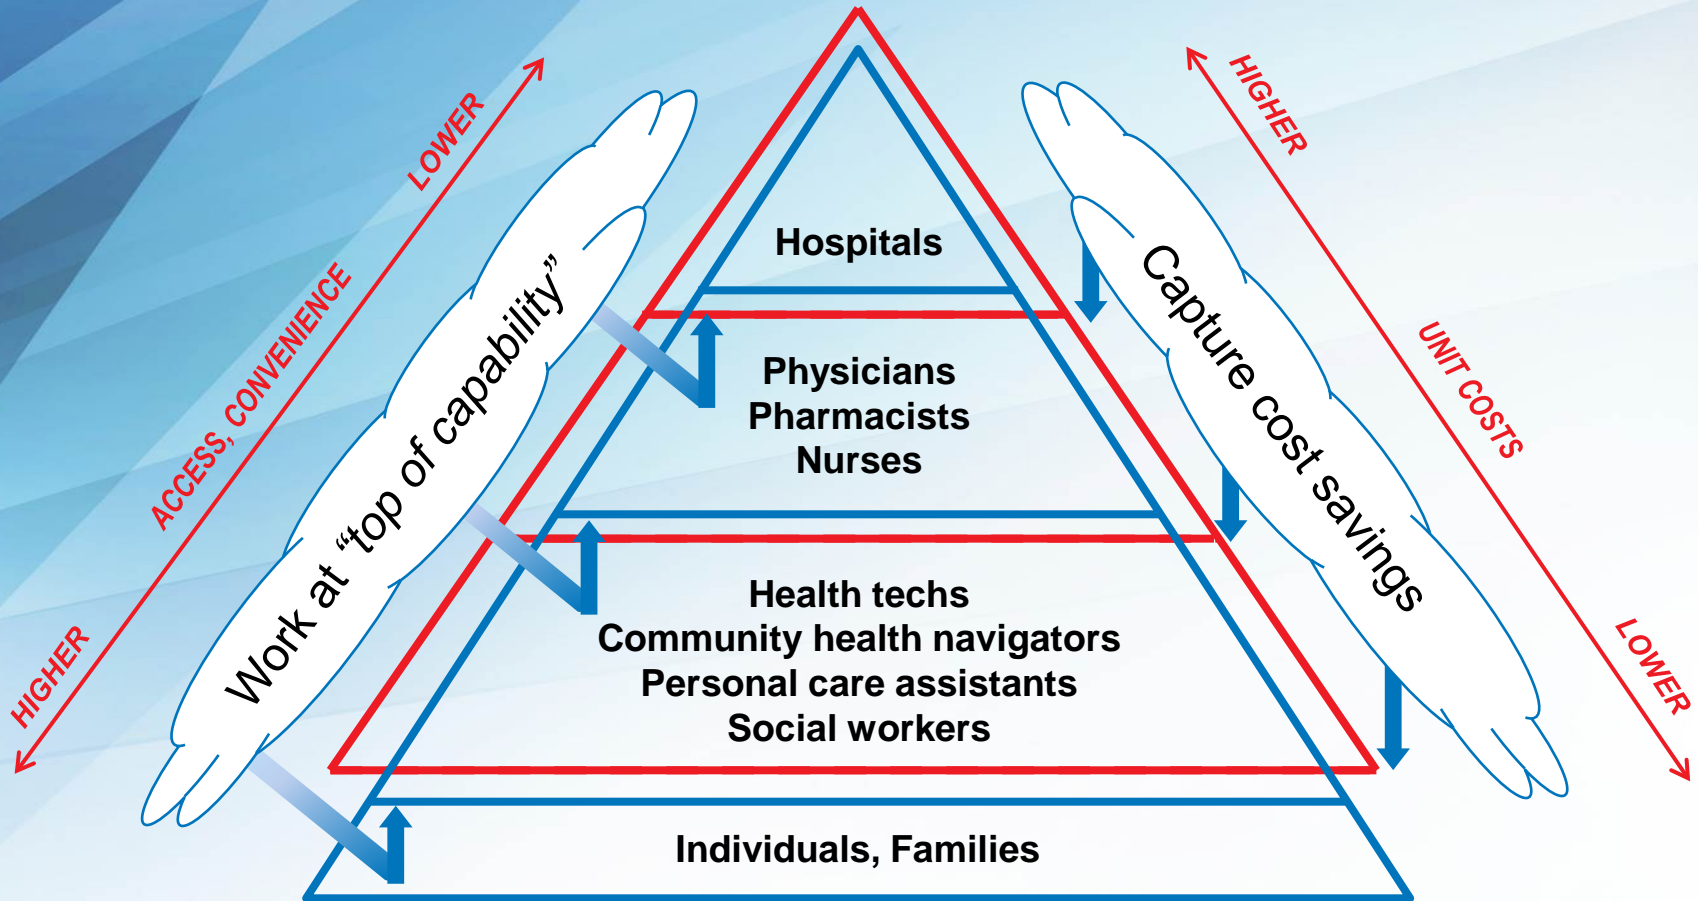 LOWER
ACCESS, CONVENIENCE
HIGHER
Work at “top of capability”
Hospitals
Physicians
Pharmacists
Nurses
Health techs
Community health navigators
Personal care assistants
Social workers
Individuals, Families
Capture cost savings
HIGHER
UNIT COSTS
LOWER